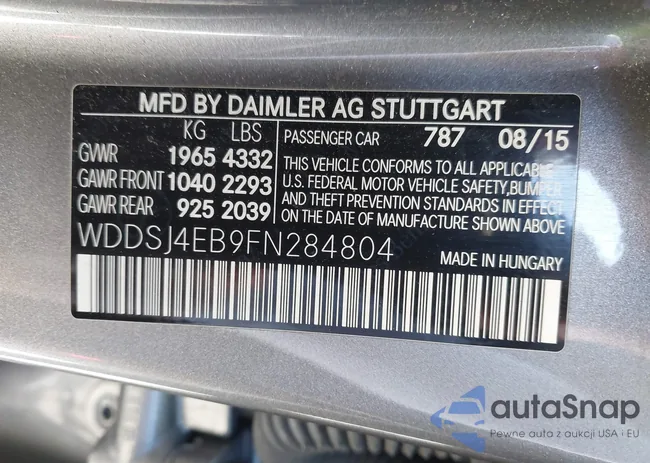 MFD BY DAIMLER AG STUTTGART
KG LBS
GVWR 1965 4332
GAWR FRONT 1040 2293
GAWR REAR 925 2039
PASSENGER CAR 787 08/15
THIS VEHICLE CONFORMS TO ALL APPLICABLE
U.S. FEDERAL MOTOR VEHICLE SAFETY,BUMPER
AND THEFT PREVENTION STANDARDS IN EFFECT
ON THE DATE OF MANUFACTURE SHOWN ABOVE
WDDSJ4EB9FN284804
MADE IN HUNGARY
autaSnap
Pewne auta z aukcji USA i EU